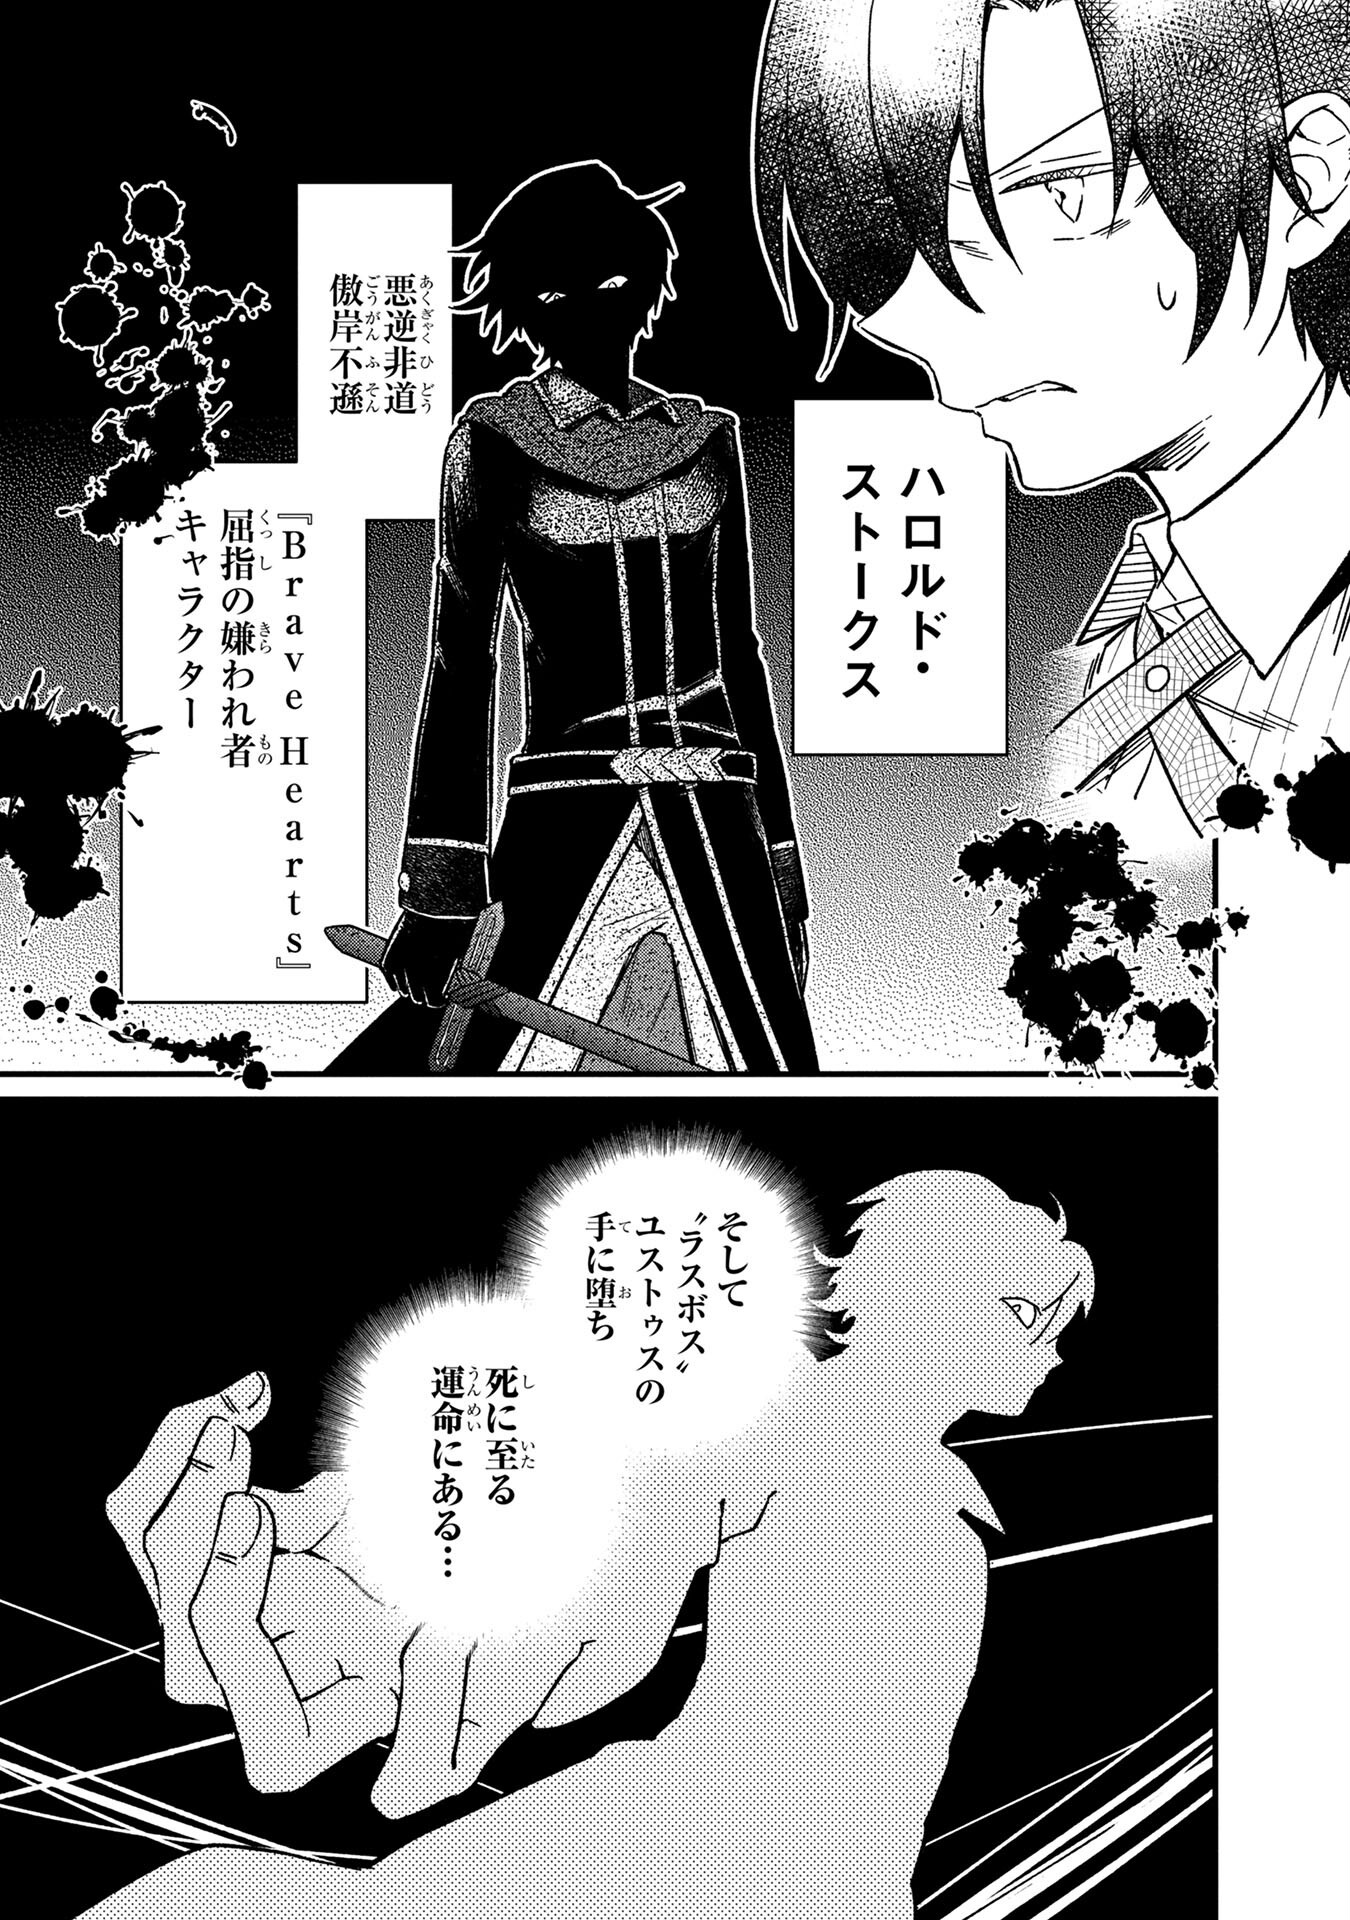 ハロルド・
ストークス
悪逆非道
傲岸不遜
『Brave Hearts』
屈指の嫌われ者
キャラクター
そして
〝ラスボス〟
ユストゥスの
手に堕ち
死に至る
運命にある…